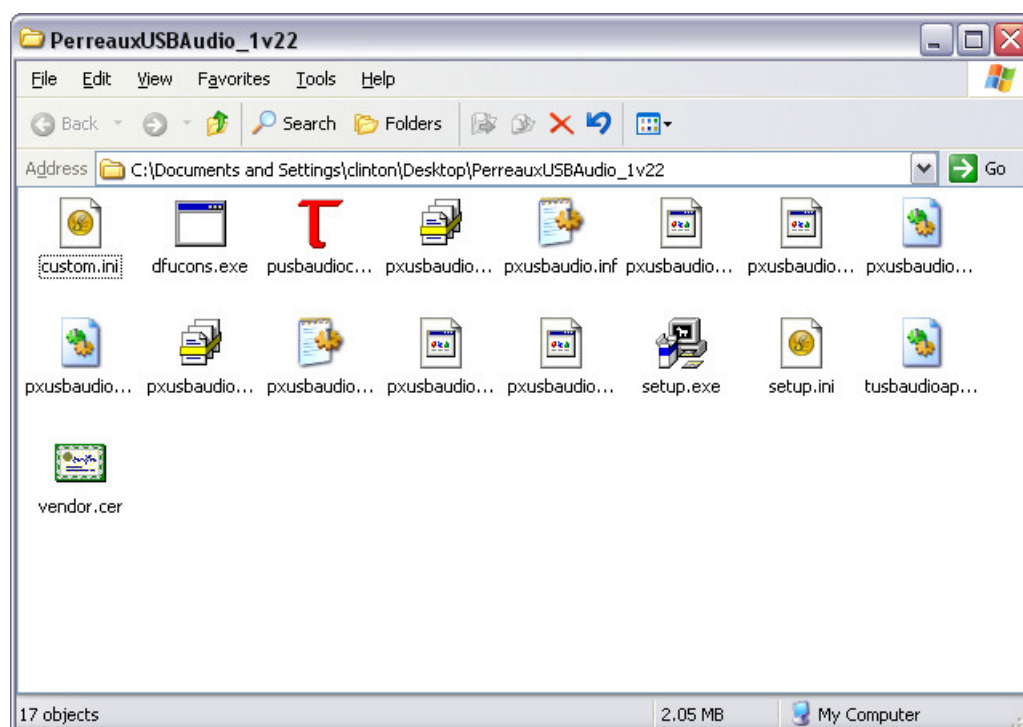 PerreauxUSBAudio_1v22
File Edit View Favorites Tools Help
Back Search Folders
Address C:\Documents and Settings\clinton\Desktop\PerreauxUSBAudio_1v22 Go
custom.ini dfucons.exe pusbaudioc... pxusbaudio... pxusbaudio.inf pxusbaudio... pxusbaudio... pxusbaudio...
pxusbaudio... pxusbaudio... pxusbaudio... pxusbaudio... pxusbaudio... setup.exe setup.ini tusbaudioap...
vendor.cer
17 objects 2.05 MB My Computer